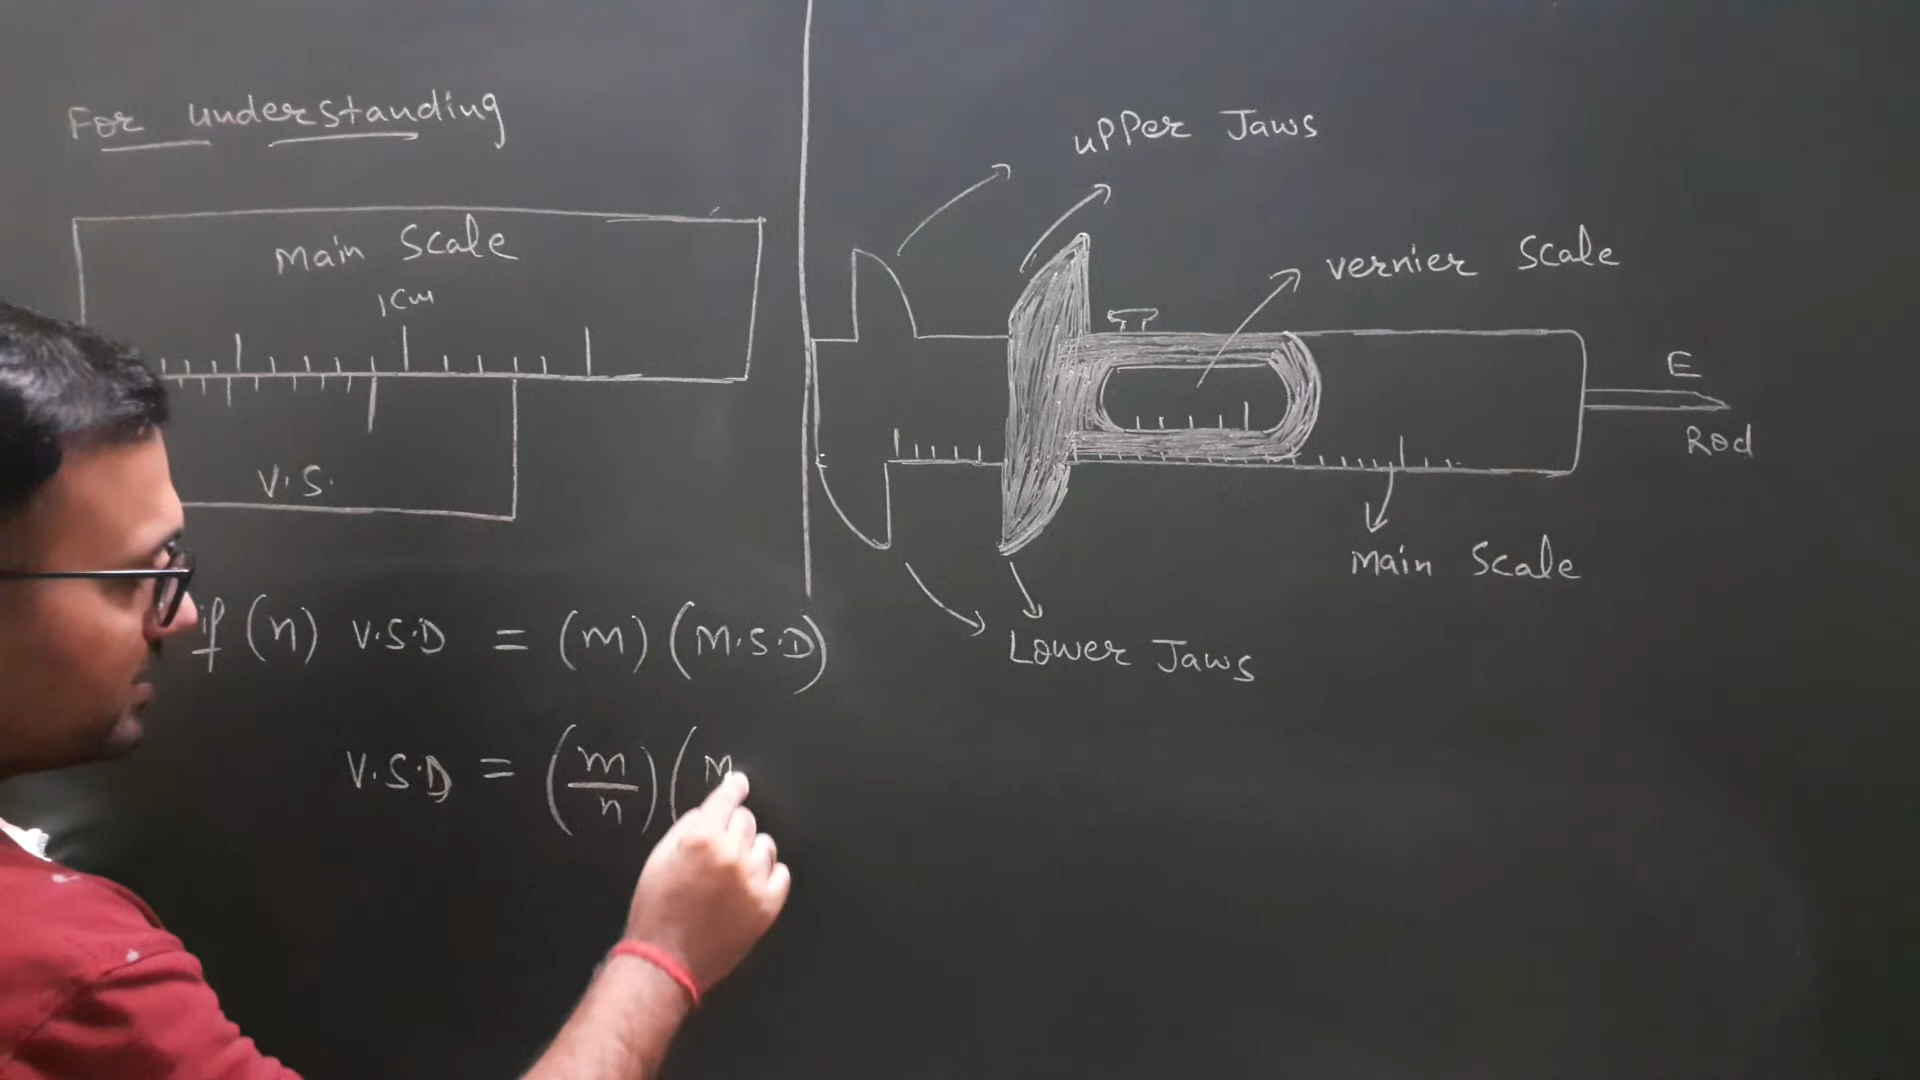 For understanding
Main Scale
1cm
V.S.
if (n) V.S.D = (m) (M.S.D)
V.S.D = (m/n) (M
upper Jaws
vernier Scale
E
Rod
Main Scale
Lower Jaws